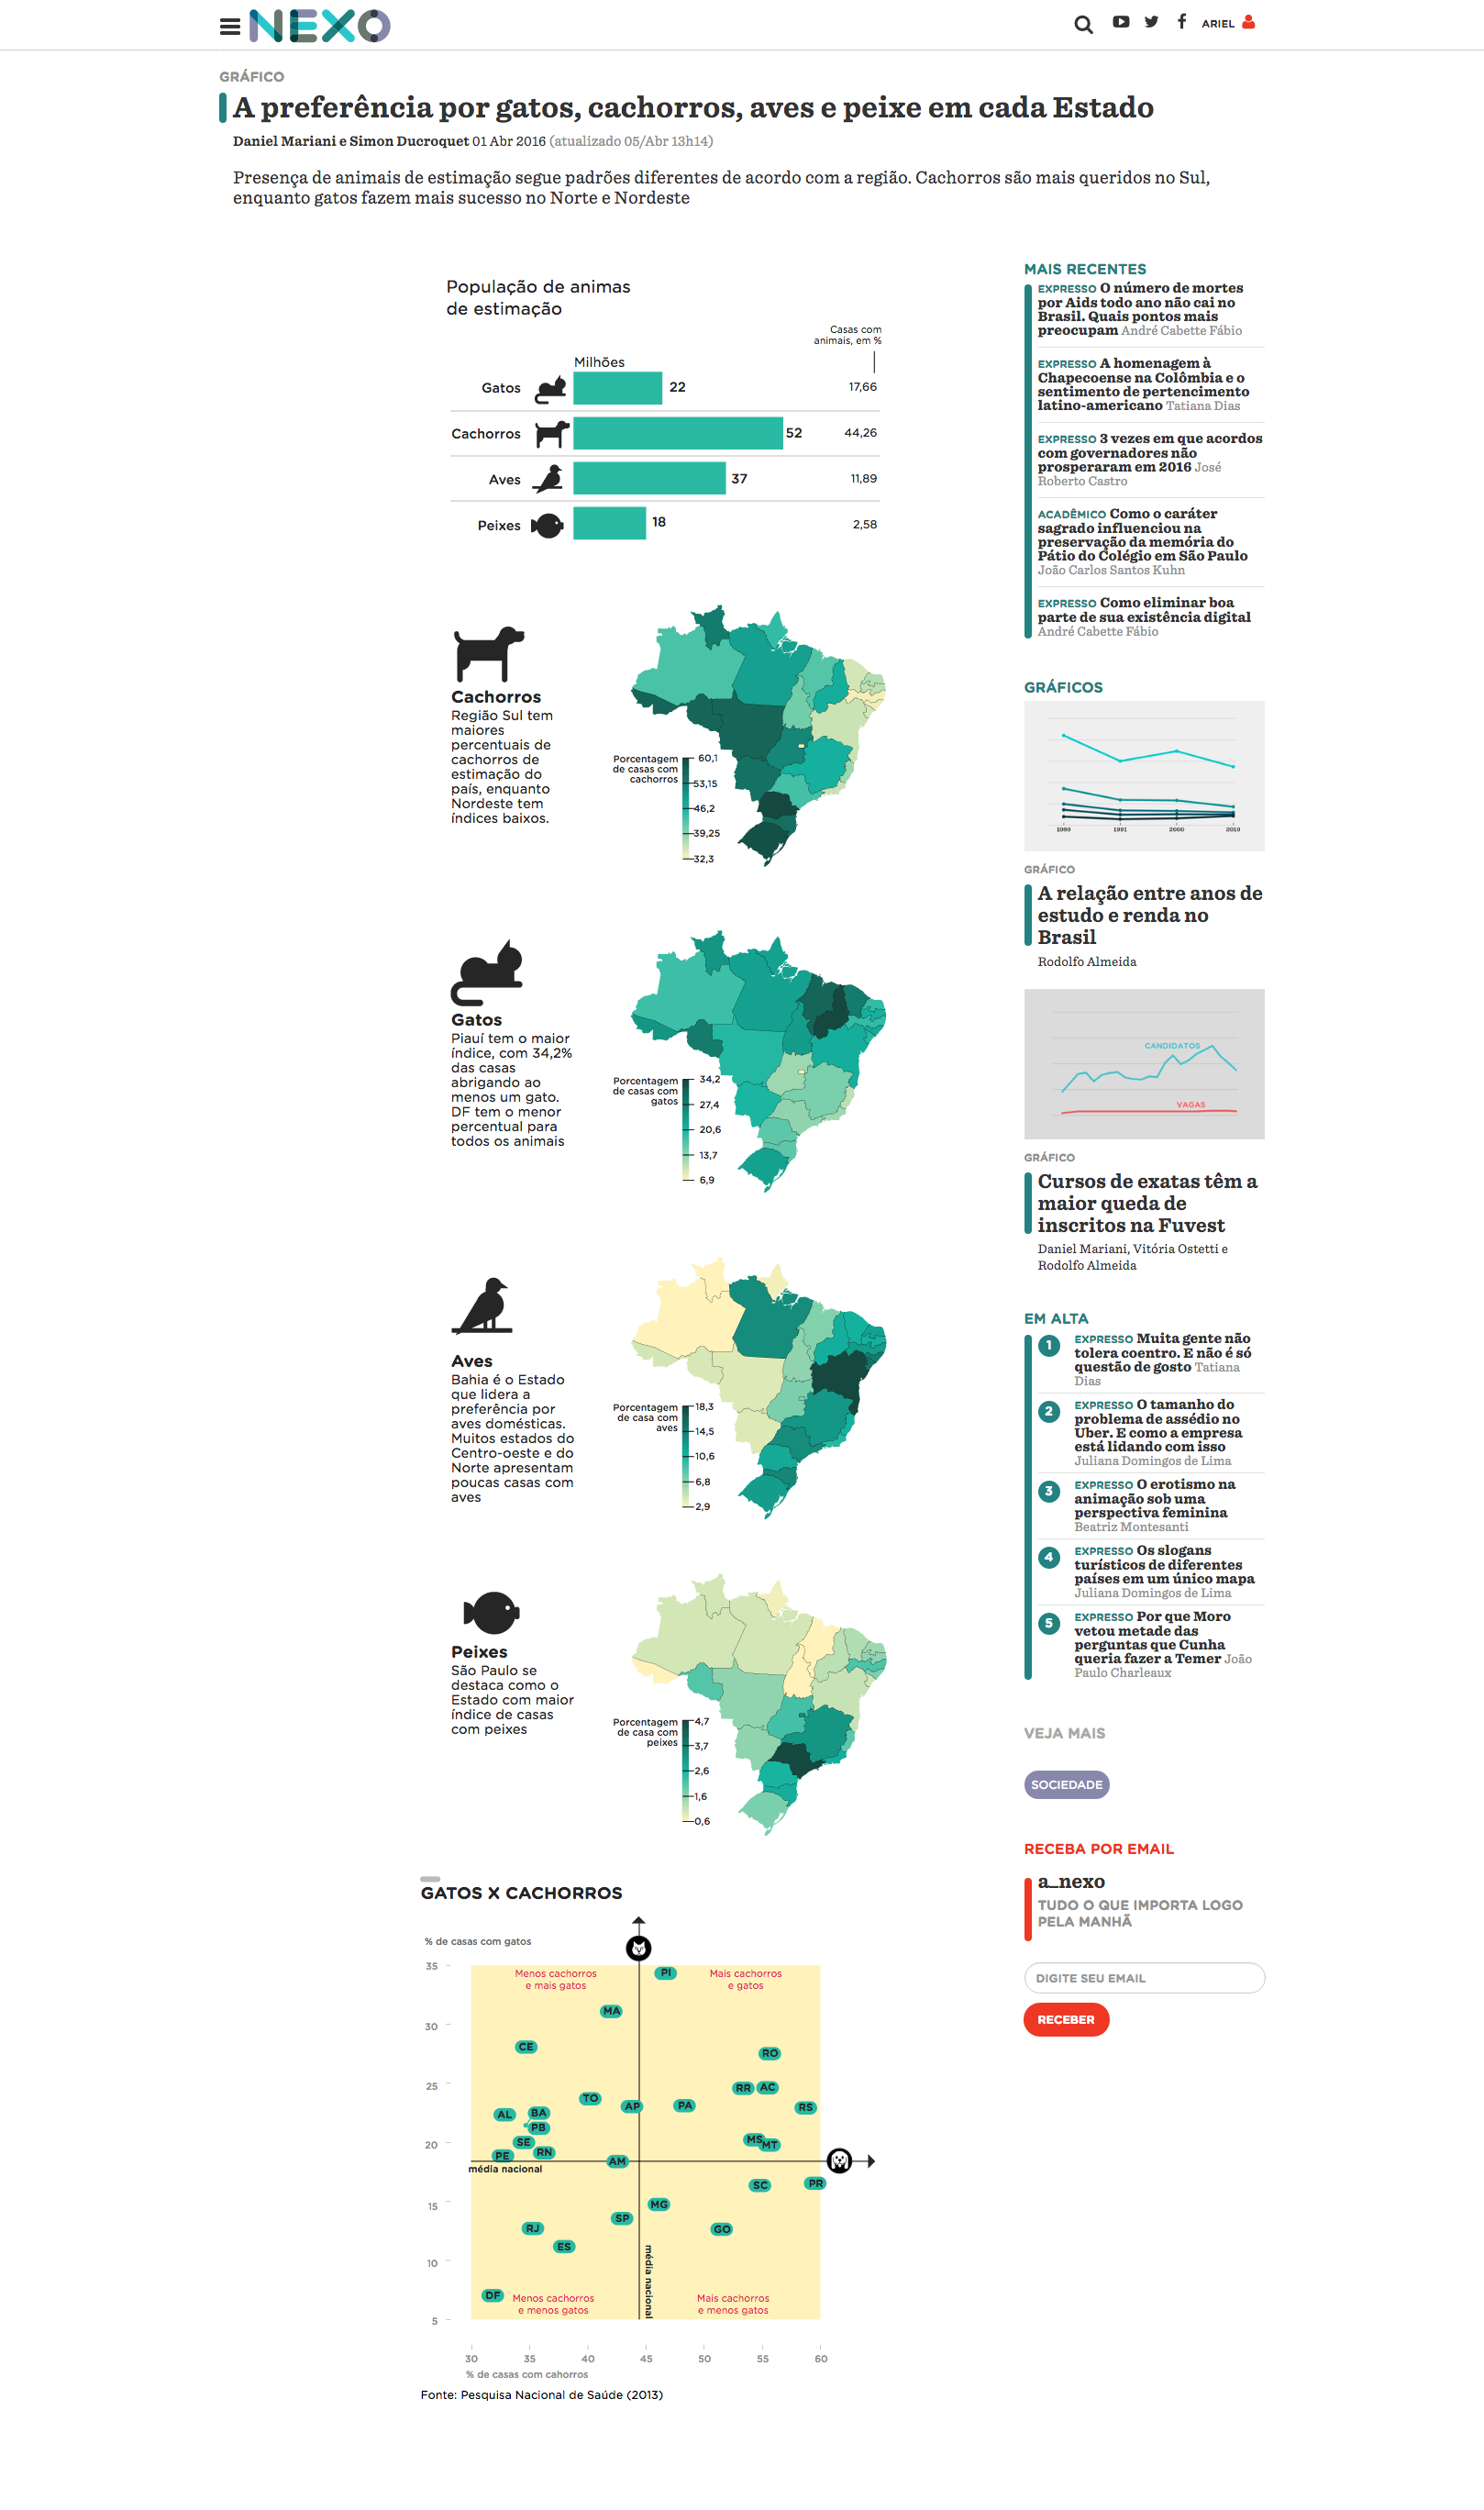 NEXO
ARIEL
GRÁFICO
A preferência por gatos, cachorros, aves e peixe em cada Estado
Daniel Mariani e Simon Ducroquet 01 Abr 2016 (atualizado 05/Abr 13h14)
Presença de animais de estimação segue padrões diferentes de acordo com a região. Cachorros são mais queridos no Sul,
enquanto gatos fazem mais sucesso no Norte e Nordeste
População de animas
de estimação
Casas com
animais, em %
Milhões
Gatos 22 17,66
Cachorros 52 44,26
Aves 37 11,89
Peixes 18 2,58
Cachorros
Região Sul tem
maiores
percentuais de
cachorros de
estimação do
país, enquanto
Nordeste tem
índices baixos.
Porcentagem
de casas com
cachorros
60,1
53,15
46,2
39,25
32,3
Gatos
Piauí tem o maior
índice, com 34,2%
das casas
abrigando ao
menos um gato.
DF tem o menor
percentual para
todos os animais
Porcentagem
de casas com
gatos
34,2
27,4
20,6
13,7
6,9
Aves
Bahia é o Estado
que lidera a
preferência por
aves domésticas.
Muitos estados do
Centro-oeste e do
Norte apresentam
poucas casas com
aves
Porcentagem
de casa com
aves
18,3
14,5
10,6
6,8
2,9
Peixes
São Paulo se
destaca como o
Estado com maior
índice de casas
com peixes
Porcentagem
de casa com
peixes
4,7
3,7
2,6
1,6
0,6
GATOS X CACHORROS
% de casas com gatos
35
30
25
20
15
10
5
Menos cachorros
e mais gatos
Mais cachorros
e gatos
PI
MA
CE
RO
RR
AC
TO
AP
PA
RS
AL
BA
PB
SE
MS
MT
PE
RN
AM
média nacional
SC
PR
MG
SP
RJ
GO
ES
média nacional
DF
Menos cachorros
e menos gatos
Mais cachorros
e menos gatos
30 35 40 45 50 55 60
% de casas com cahorros
Fonte: Pesquisa Nacional de Saúde (2013)
MAIS RECENTES
EXPRESSO O número de mortes
por Aids todo ano não cai no
Brasil. Quais pontos mais
preocupam André Cabette Fábio
EXPRESSO A homenagem à
Chapecoense na Colômbia e o
sentimento de pertencimento
latino-americano Tatiana Dias
EXPRESSO 3 vezes em que acordos
com governadores não
prosperaram em 2016 José
Roberto Castro
ACADÊMICO Como o caráter
sagrado influenciou na
preservação da memória do
Pátio do Colégio em São Paulo
João Carlos Santos Kuhn
EXPRESSO Como eliminar boa
parte de sua existência digital
André Cabette Fábio
GRÁFICOS
1980 1991 2000 2010
GRÁFICO
A relação entre anos de
estudo e renda no
Brasil
Rodolfo Almeida
CANDIDATOS
VAGAS
GRÁFICO
Cursos de exatas têm a
maior queda de
inscritos na Fuvest
Daniel Mariani, Vitória Ostetti e
Rodolfo Almeida
EM ALTA
1 EXPRESSO Muita gente não
tolera coentro. E não é só
questão de gosto Tatiana
Dias
2 EXPRESSO O tamanho do
problema de assédio no
Uber. E como a empresa
está lidando com isso
Juliana Domingos de Lima
3 EXPRESSO O erotismo na
animação sob uma
perspectiva feminina
Beatriz Montesanti
4 EXPRESSO Os slogans
turísticos de diferentes
países em um único mapa
Juliana Domingos de Lima
5 EXPRESSO Por que Moro
vetou metade das
perguntas que Cunha
queria fazer a Temer João
Paulo Charleaux
VEJA MAIS
SOCIEDADE
RECEBA POR EMAIL
a_nexo
TUDO O QUE IMPORTA LOGO
PELA MANHÃ
DIGITE SEU EMAIL
RECEBER